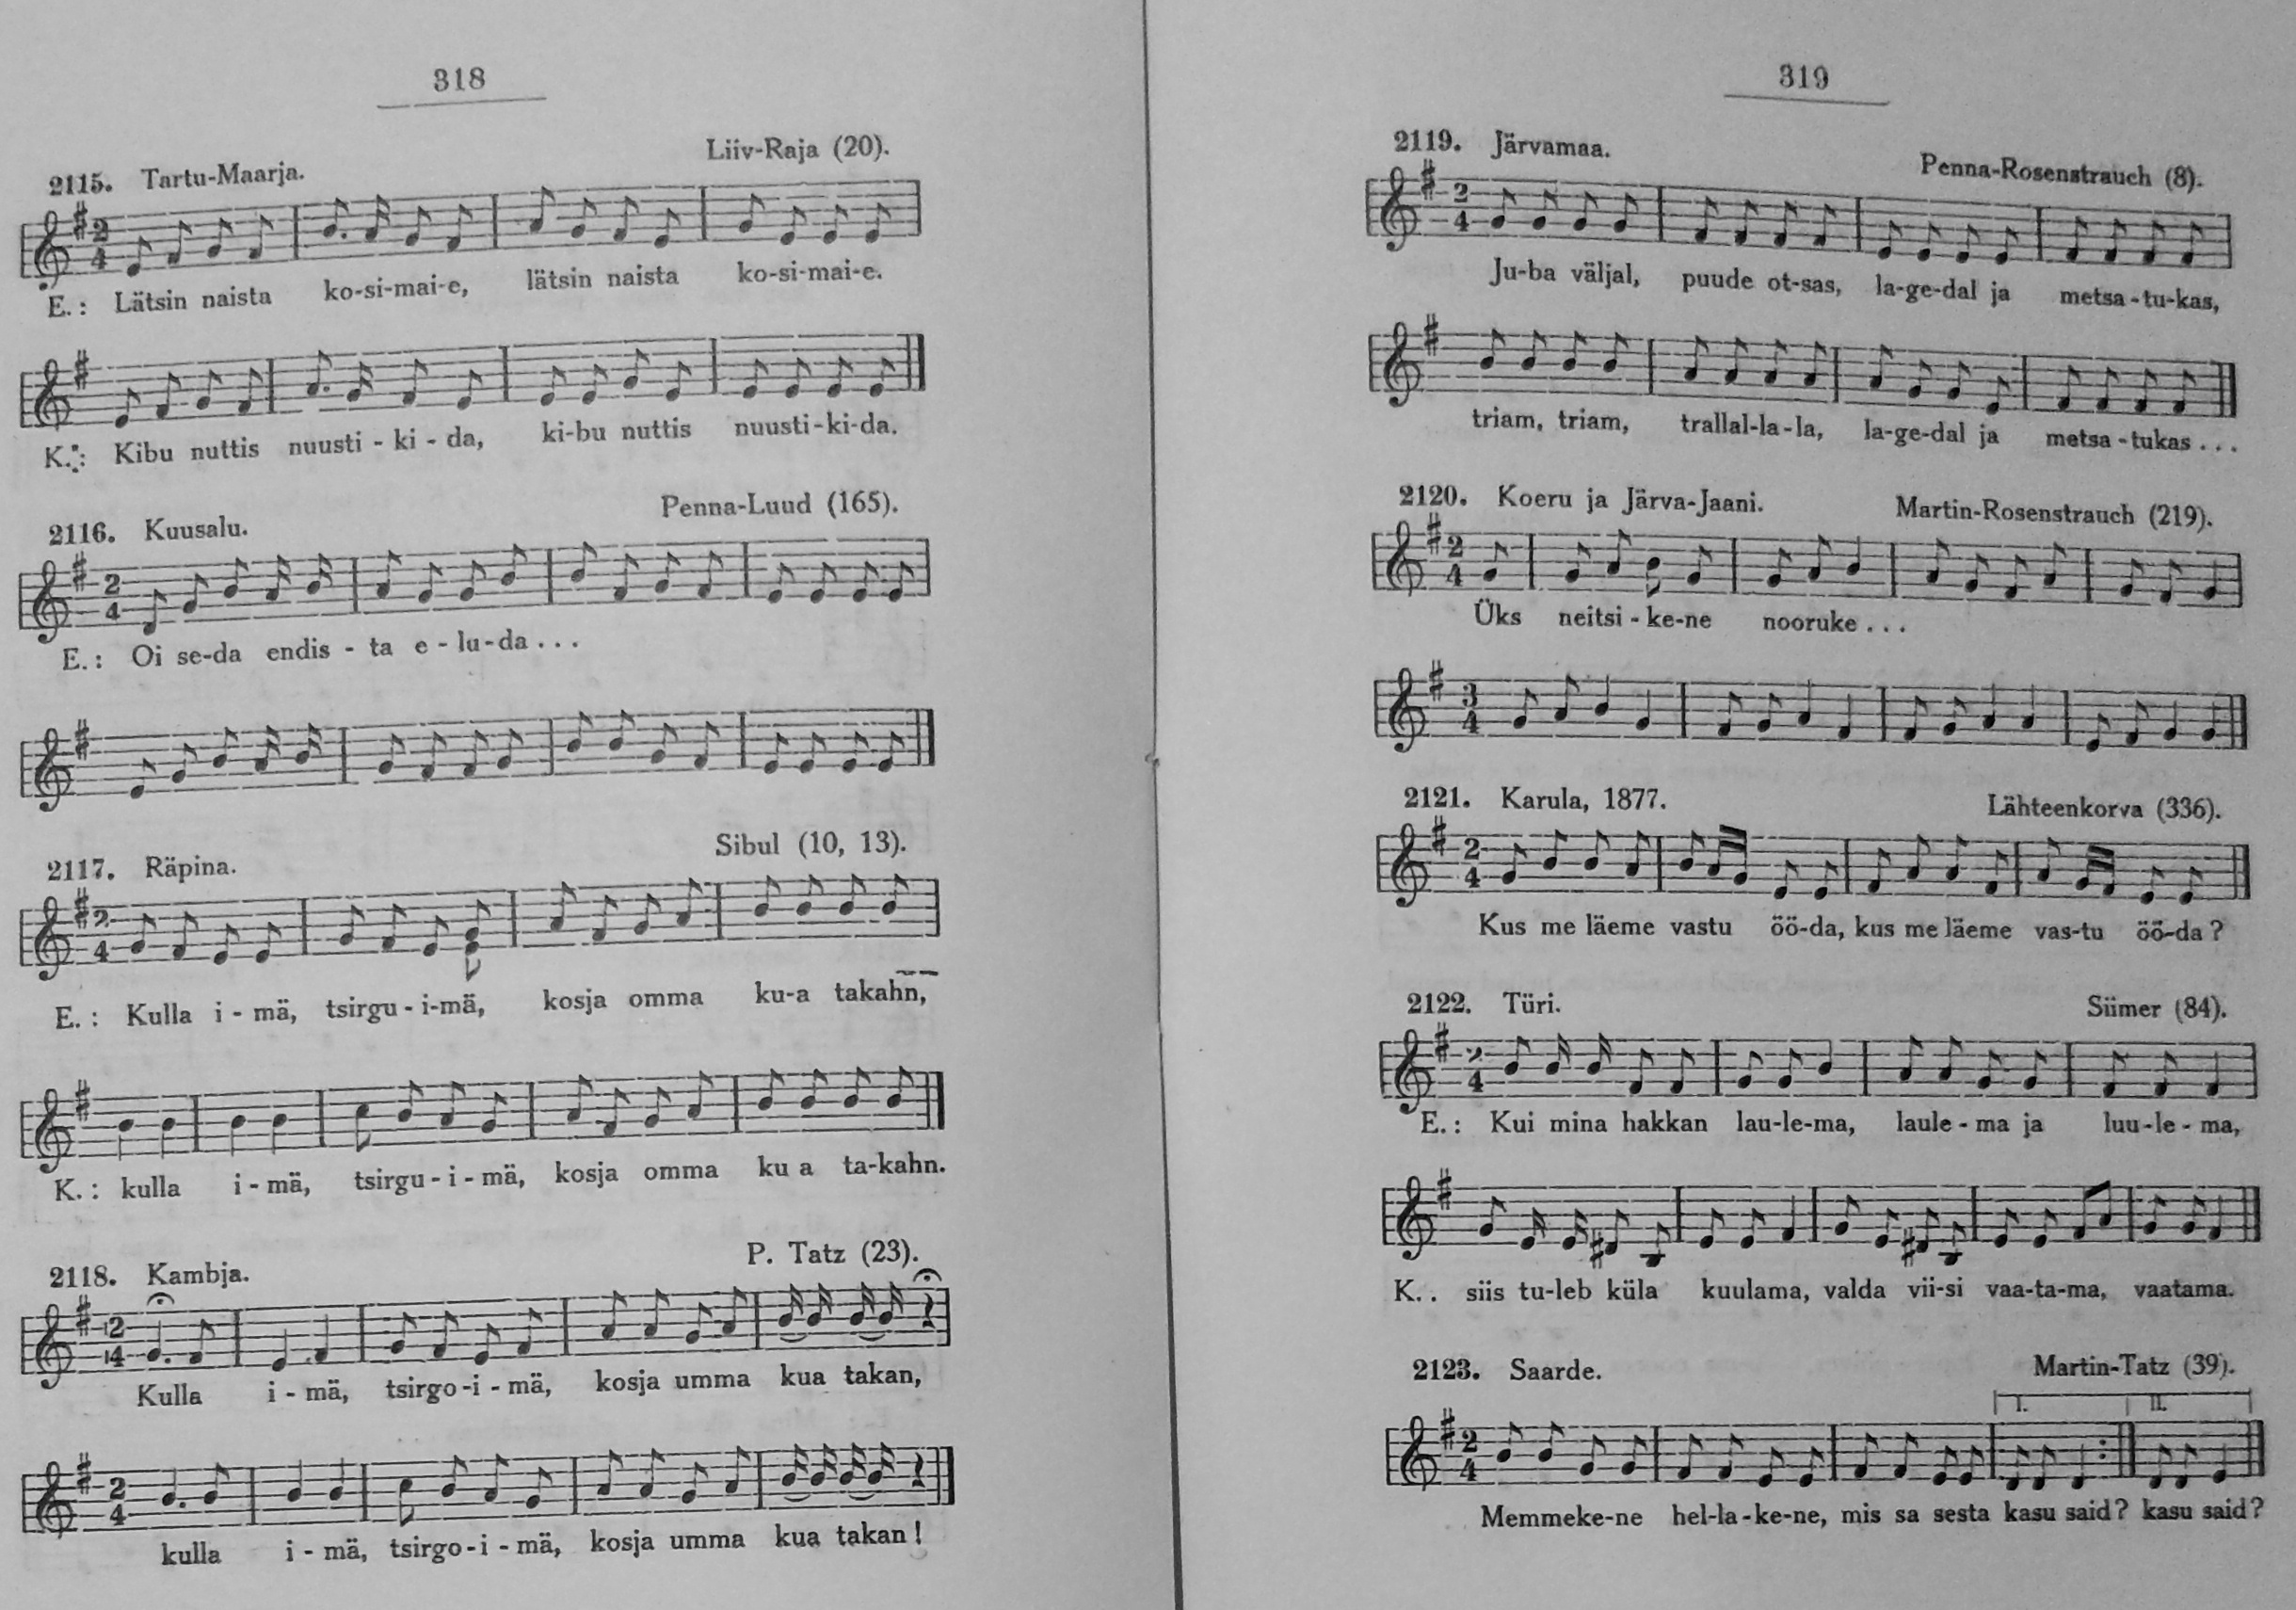 318
Liiv-Raja (20).
2115. Tartu-Maarja.
2
4
E.: Lätsin naista ko-si-mai-e, lätsin naista ko-si-mai-e.
K.: Kibu nuttis nuusti - ki - da, ki-bu nuttis nuusti-ki-da.
Penna-Luud (165).
2116. Kuusalu.
2
4
E.: Oi se-da endis - ta e - lu-da . . .
Sibul (10, 13).
2117. Räpina.
2
4
E.: Kulla i - mä, tsirgu - i-mä, kosja omma ku-a takahn,
K.: kulla i - mä, tsirgu - i - mä, kosja omma ku a ta-kahn.
P. Tatz (23).
2118. Kambja.
2
4
Kulla i - mä, tsirgo-i - mä, kosja umma kua takan,
2
4
kulla i - mä, tsirgo-i - mä, kosja umma kua takan!
319
2119. Järvamaa.
Penna-Rosenstrauch (8).
2
4
Ju-ba väljal, puude ot-sas, la-ge-dal ja metsa-tu-kas,
triam, triam, trallal-la-la, la-ge-dal ja metsa-tukas . . .
2120. Koeru ja Järva-Jaani. Martin-Rosenstrauch (219).
2
4
Üks neitsi - ke-ne nooruke . . .
3
4
2121. Karula, 1877. Lähteenkorva (336).
2
4
Kus me läeme vastu öö-da, kus me läeme vas-tu öö-da?
2122. Türi. Siimer (84).
2
4
E.: Kui mina hakkan lau-le-ma, laule - ma ja luu-le - ma,
K.. siis tu-leb küla kuulama, valda vii-si vaa-ta-ma, vaatama.
2123. Saarde. Martin-Tatz (39).
I. II.
2
4
Memmeke-ne hel-la-ke-ne, mis sa sesta kasu said? kasu said?